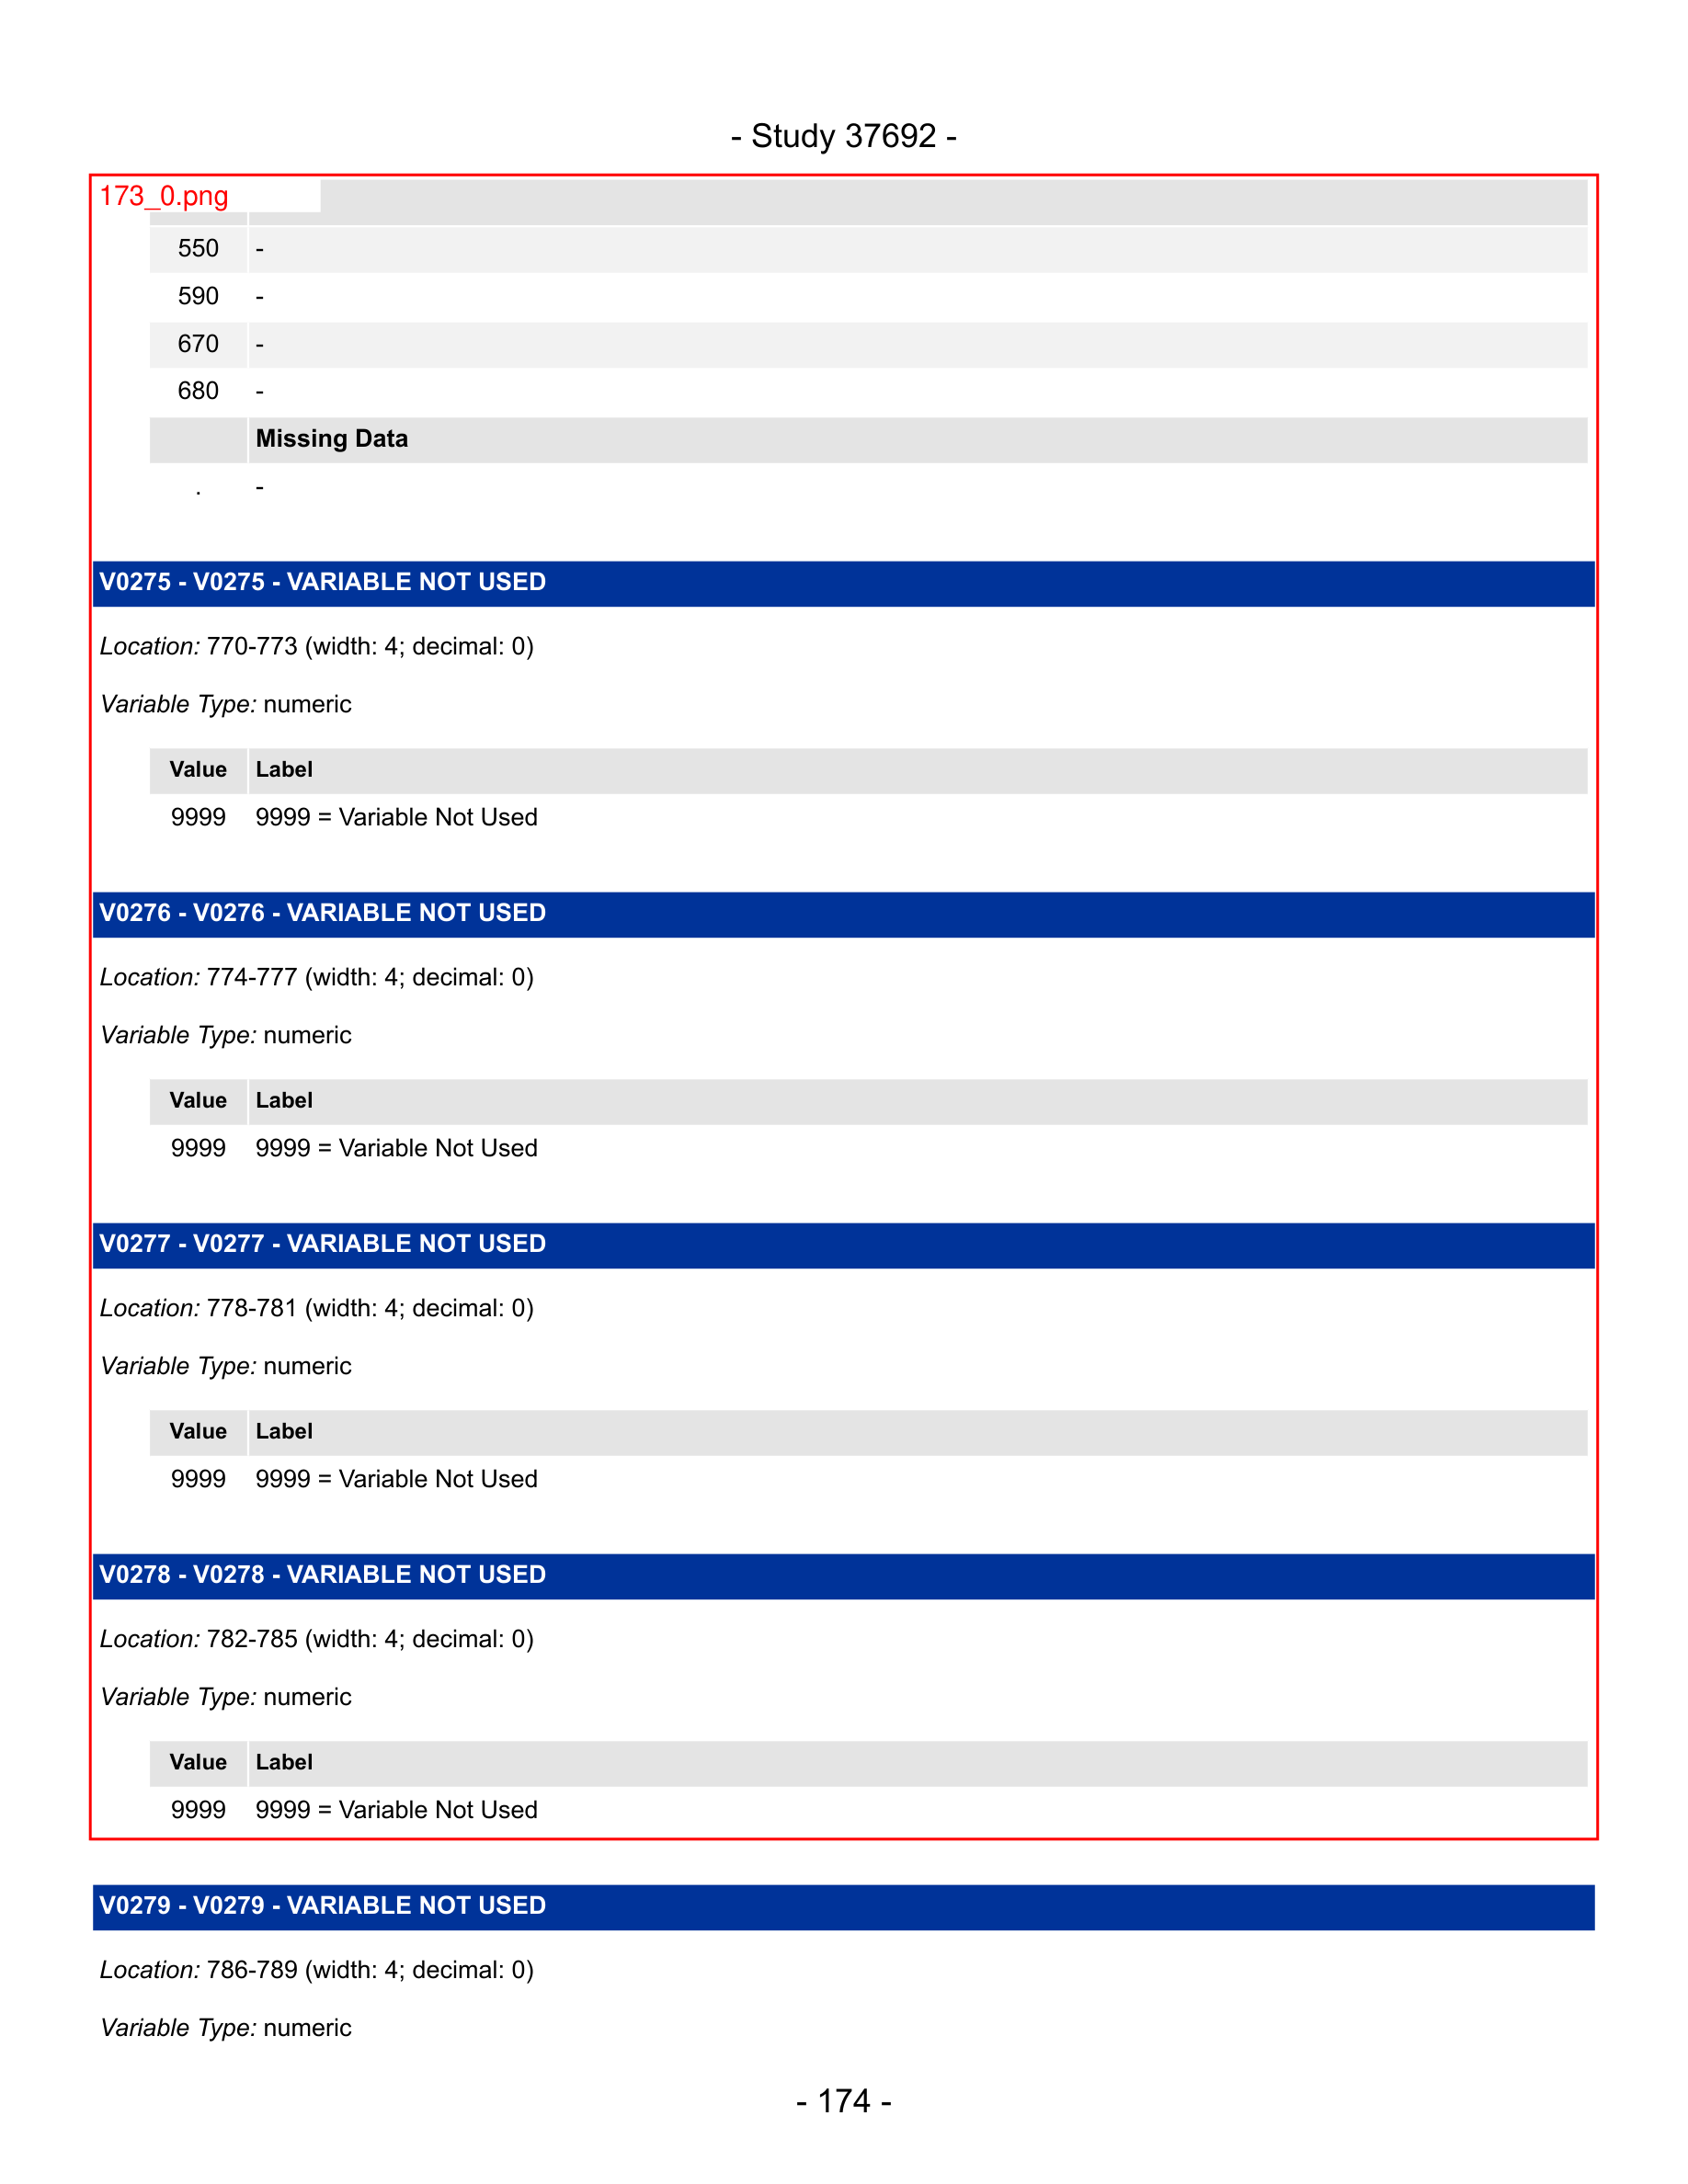 - Study 37692 -
173_0.png
550 -
590 -
670 -
680 -
Missing Data
. -
V0275 - V0275 - VARIABLE NOT USED
Location: 770-773 (width: 4; decimal: 0)
Variable Type: numeric
Value Label
9999 9999 = Variable Not Used
V0276 - V0276 - VARIABLE NOT USED
Location: 774-777 (width: 4; decimal: 0)
Variable Type: numeric
Value Label
9999 9999 = Variable Not Used
V0277 - V0277 - VARIABLE NOT USED
Location: 778-781 (width: 4; decimal: 0)
Variable Type: numeric
Value Label
9999 9999 = Variable Not Used
V0278 - V0278 - VARIABLE NOT USED
Location: 782-785 (width: 4; decimal: 0)
Variable Type: numeric
Value Label
9999 9999 = Variable Not Used
V0279 - V0279 - VARIABLE NOT USED
Location: 786-789 (width: 4; decimal: 0)
Variable Type: numeric
- 174 -